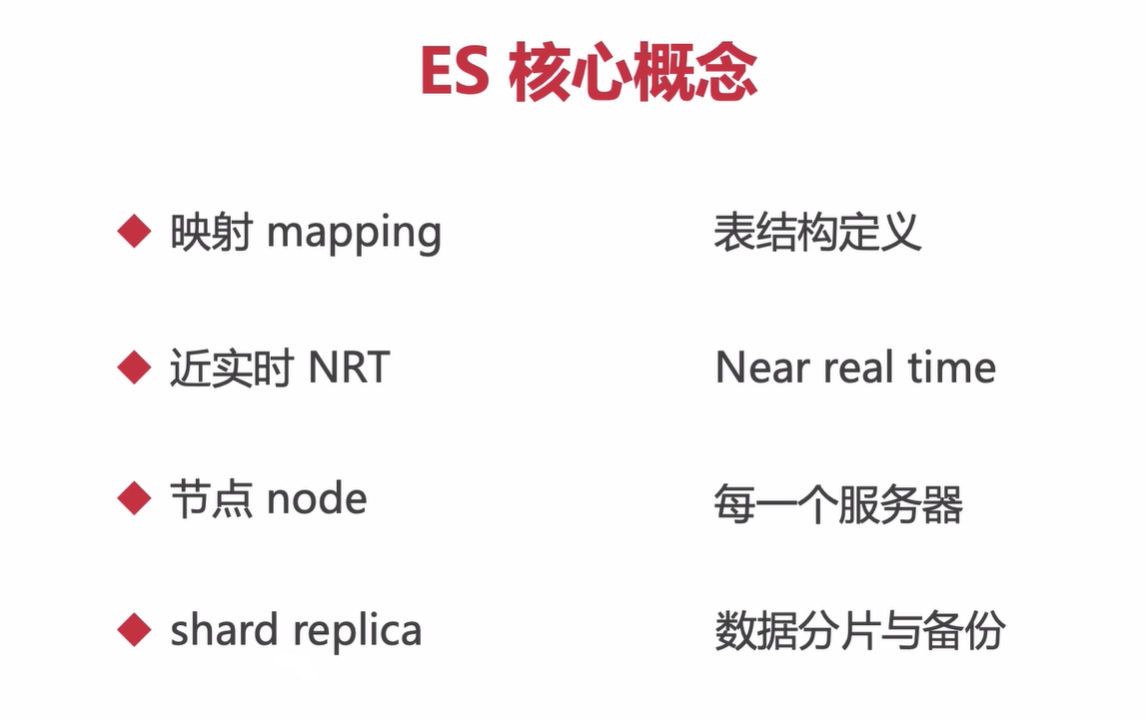 ES 核心概念
映射 mapping 表结构定义
近实时 NRT Near real time
节点 node 每一个服务器
shard replica 数据分片与备份